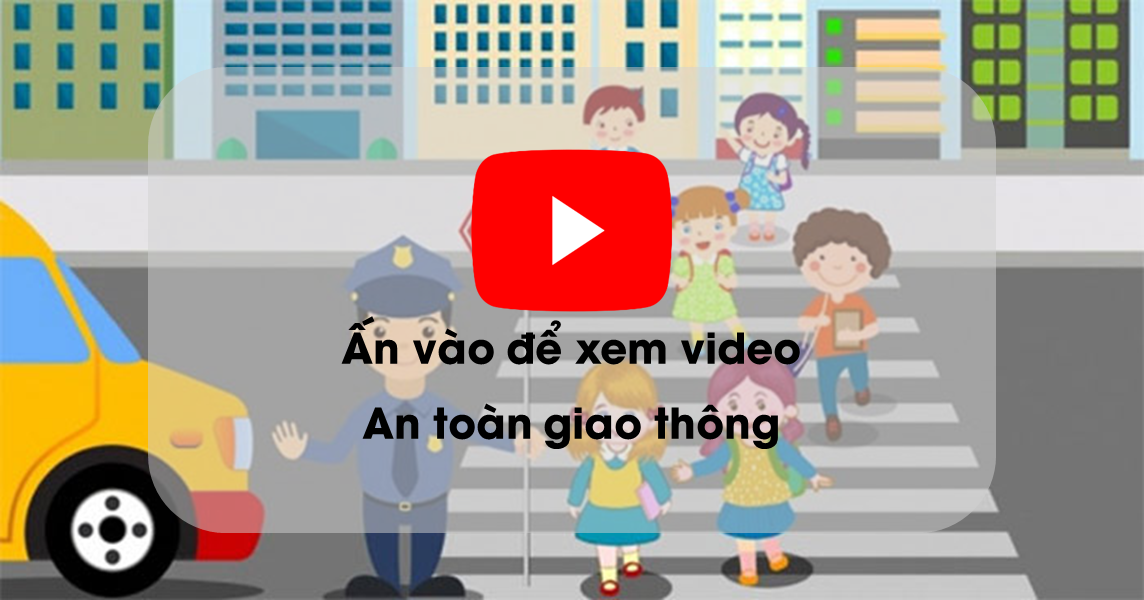 Ấn vào để xem video
An toàn giao thông